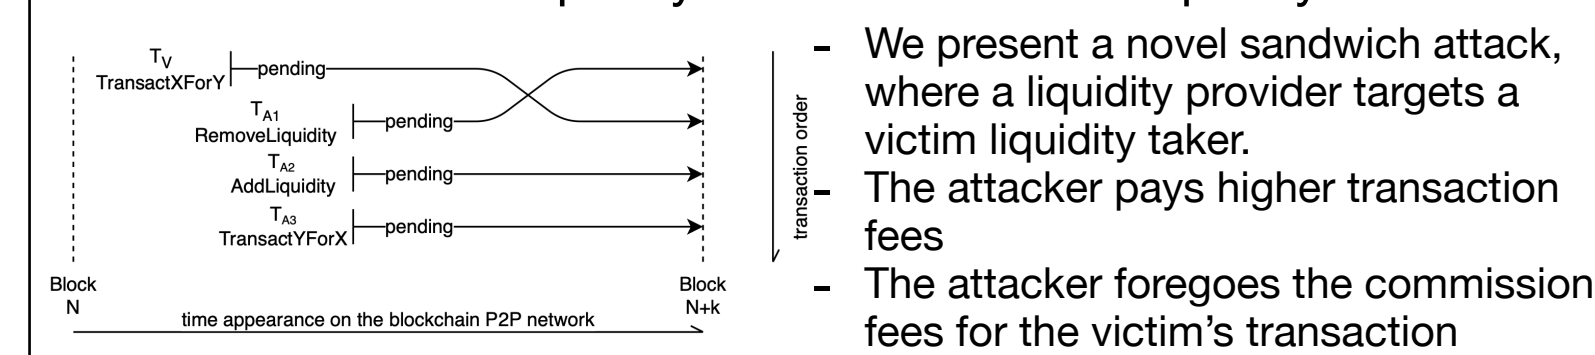 T_V
TransactXForY
pending
T_A1
RemoveLiquidity
pending
T_A2
AddLiquidity
pending
T_A3
TransactYForX
pending
Block
N
Block
N+k
time appearance on the blockchain P2P network
transaction order
- We present a novel sandwich attack,
where a liquidity provider targets a
victim liquidity taker.
- The attacker pays higher transaction
fees
- The attacker foregoes the commission
fees for the victim's transaction